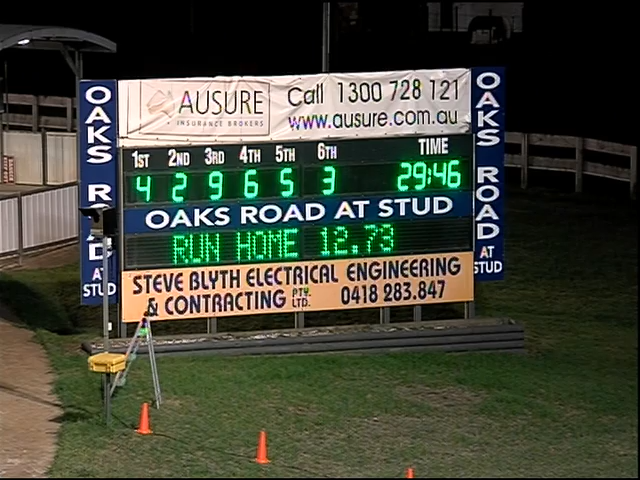 AUSURE
INSURANCE BROKERS
Call 1300 728 121
www.ausure.com.au
1ST 2ND 3RD 4TH 5TH 6TH TIME
4 2 9 6 5 3 29:46
OAKS ROAD AT STUD
RUN HOME 12.73
STEVE BLYTH ELECTRICAL ENGINEERING
& CONTRACTING PTY. LTD. 0418 283.847
OAKS ROAD AT STUD
OAKS ROAD AT STUD